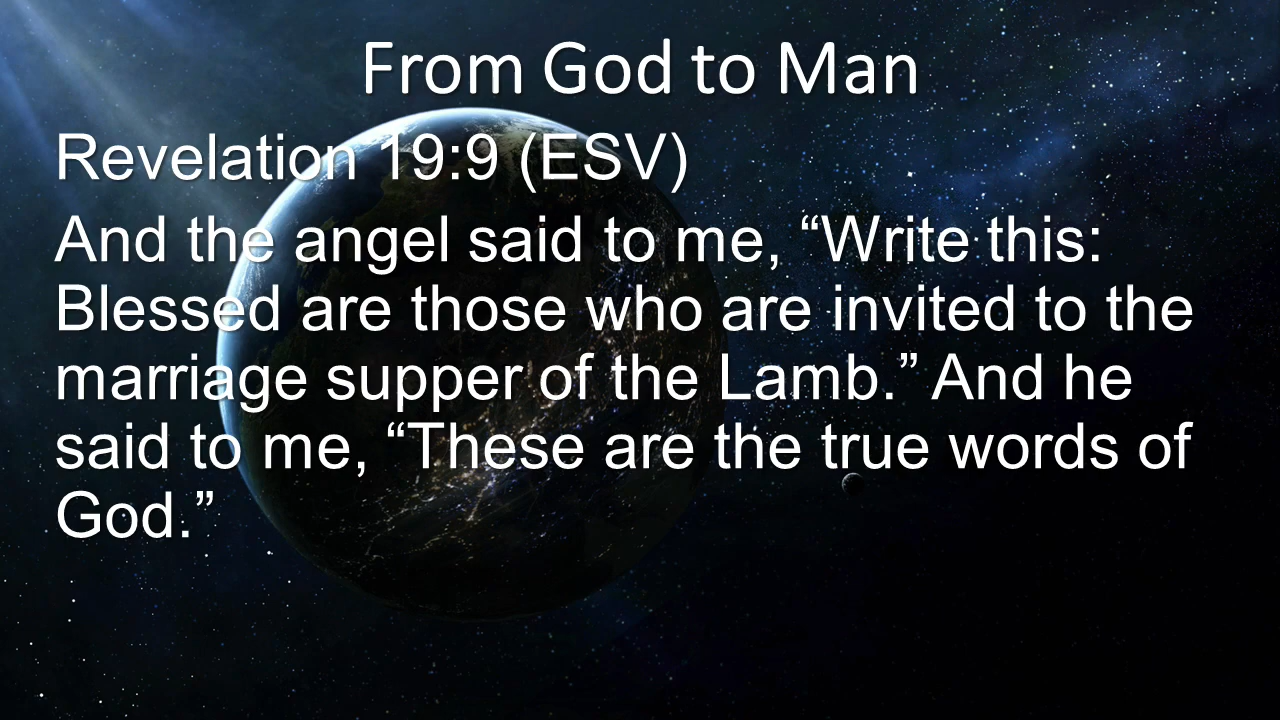 From God to Man
Revelation 19:9 (ESV)
And the angel said to me, “Write this:
Blessed are those who are invited to the
marriage supper of the Lamb.” And he
said to me, “These are the true words of
God.”